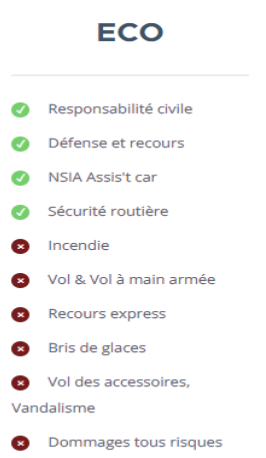 ECO
Responsabilité civile
Défense et recours
NSIA Assis't car
Sécurité routière
Incendie
Vol & Vol à main armée
Recours express
Bris de glaces
Vol des accessoires,
Vandalisme
Dommages tous risques